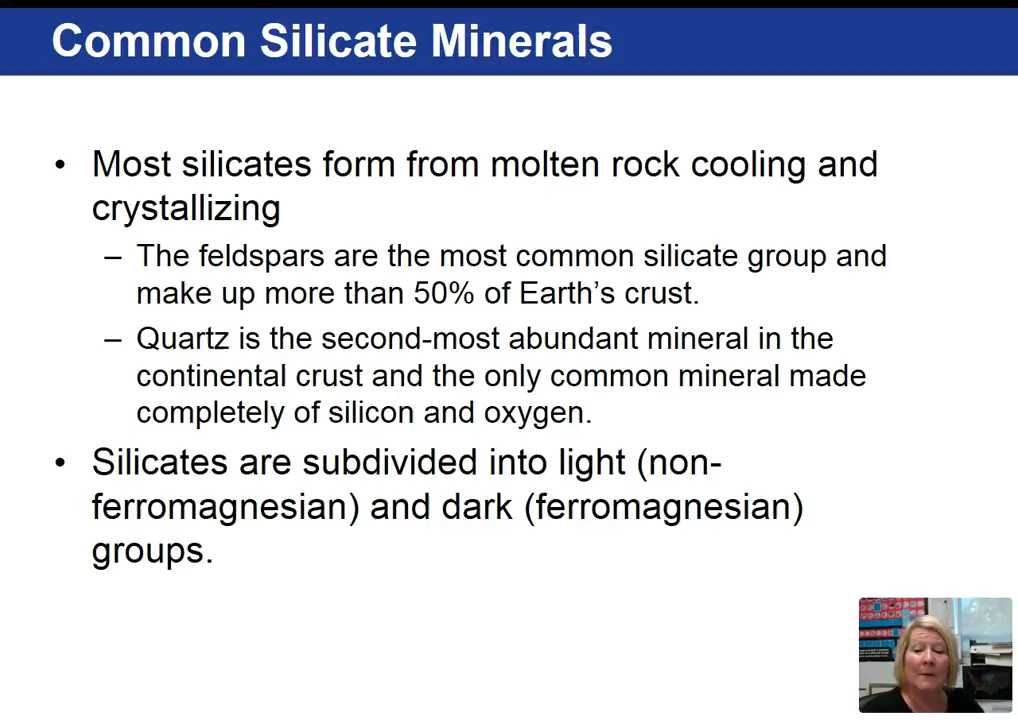 Common Silicate Minerals
• Most silicates form from molten rock cooling and
crystallizing
– The feldspars are the most common silicate group and
make up more than 50% of Earth’s crust.
– Quartz is the second-most abundant mineral in the
continental crust and the only common mineral made
completely of silicon and oxygen.
• Silicates are subdivided into light (non-
ferromagnesian) and dark (ferromagnesian)
groups.